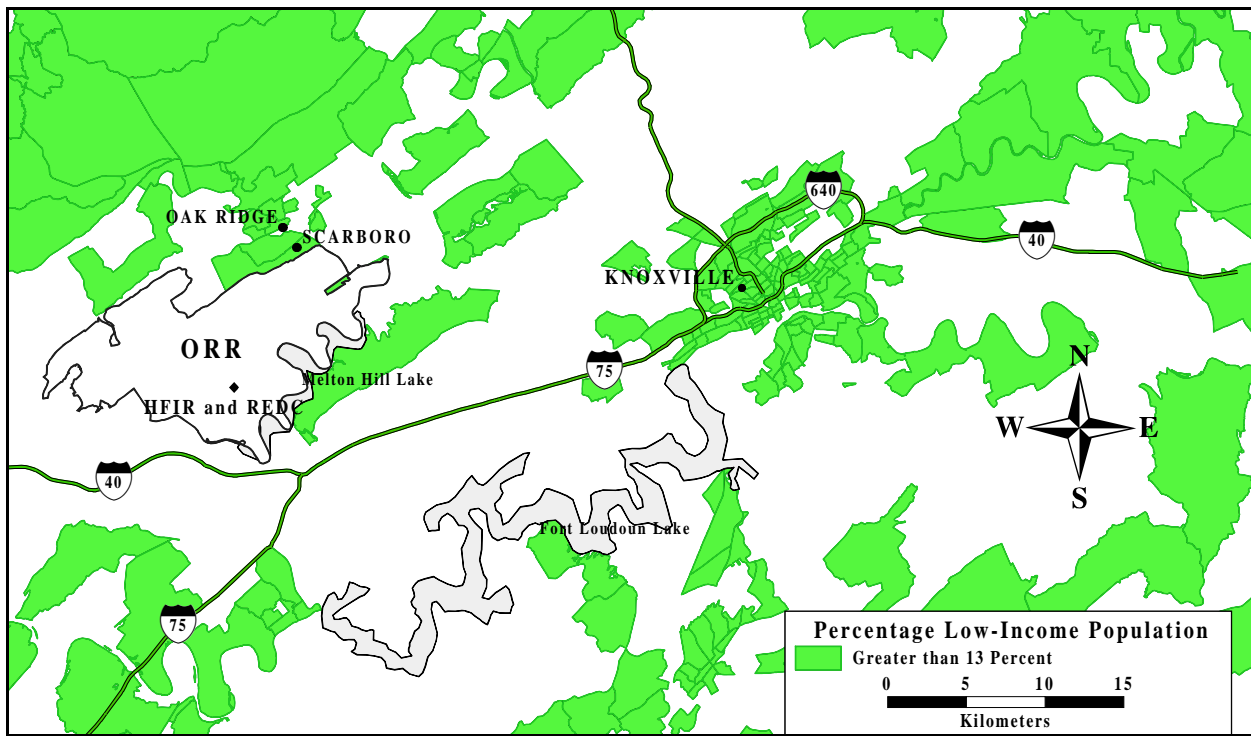 640
OAK RIDGE
SCARBORO
40
KNOXVILLE
ORR
75
Melton Hill Lake
HFIR and REDC
N
W E
S
40
Fort Loudoun Lake
75
Percentage Low-Income Population
Greater than 13 Percent
0 5 10 15
Kilometers